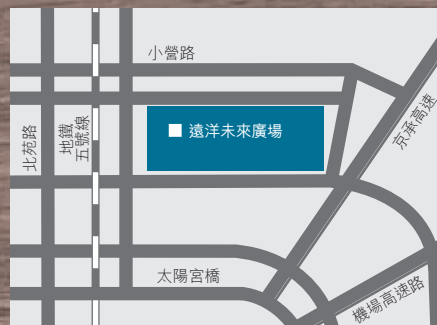 小營路
遠洋未來廣場
北苑路
地鐵
五號線
京承高速
太陽宮橋
機場高速路